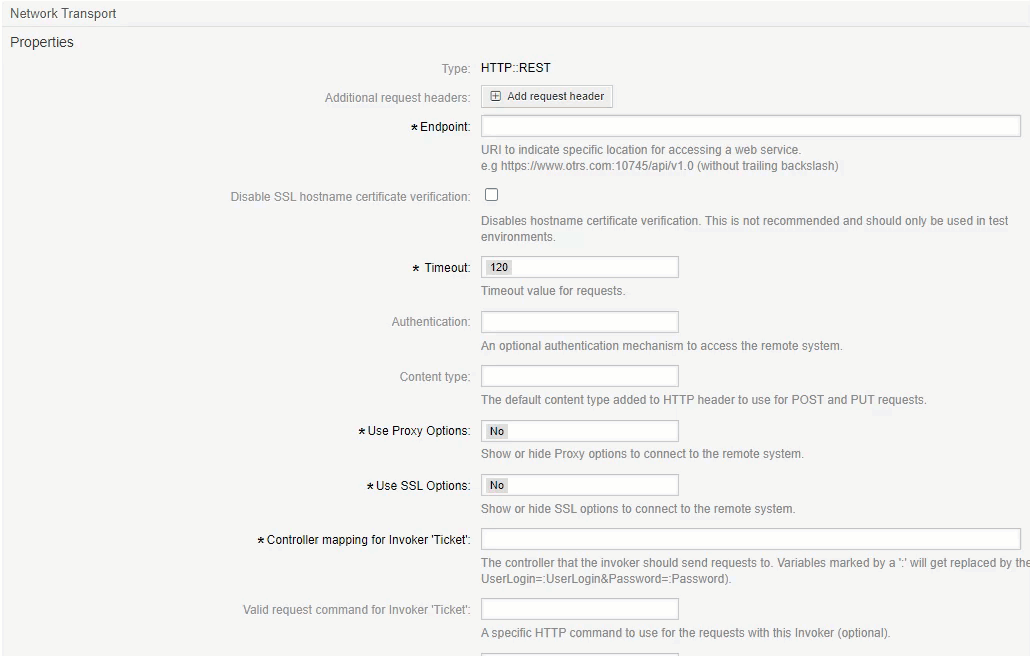 Network Transport
Properties
Type: HTTP::REST
Additional request headers: Add request header
* Endpoint:
URI to indicate specific location for accessing a web service.
e.g https://www.otrs.com:10745/api/v1.0 (without trailing backslash)
Disable SSL hostname certificate verification:
Disables hostname certificate verification. This is not recommended and should only be used in test
environments.
* Timeout: 120
Timeout value for requests.
Authentication:
An optional authentication mechanism to access the remote system.
Content type:
The default content type added to HTTP header to use for POST and PUT requests.
* Use Proxy Options: No
Show or hide Proxy options to connect to the remote system.
* Use SSL Options: No
Show or hide SSL options to connect to the remote system.
* Controller mapping for Invoker 'Ticket':
The controller that the invoker should send requests to. Variables marked by a ':' will get replaced by the
UserLogin=:UserLogin&Password=:Password).
Valid request command for Invoker 'Ticket':
A specific HTTP command to use for the requests with this Invoker (optional).